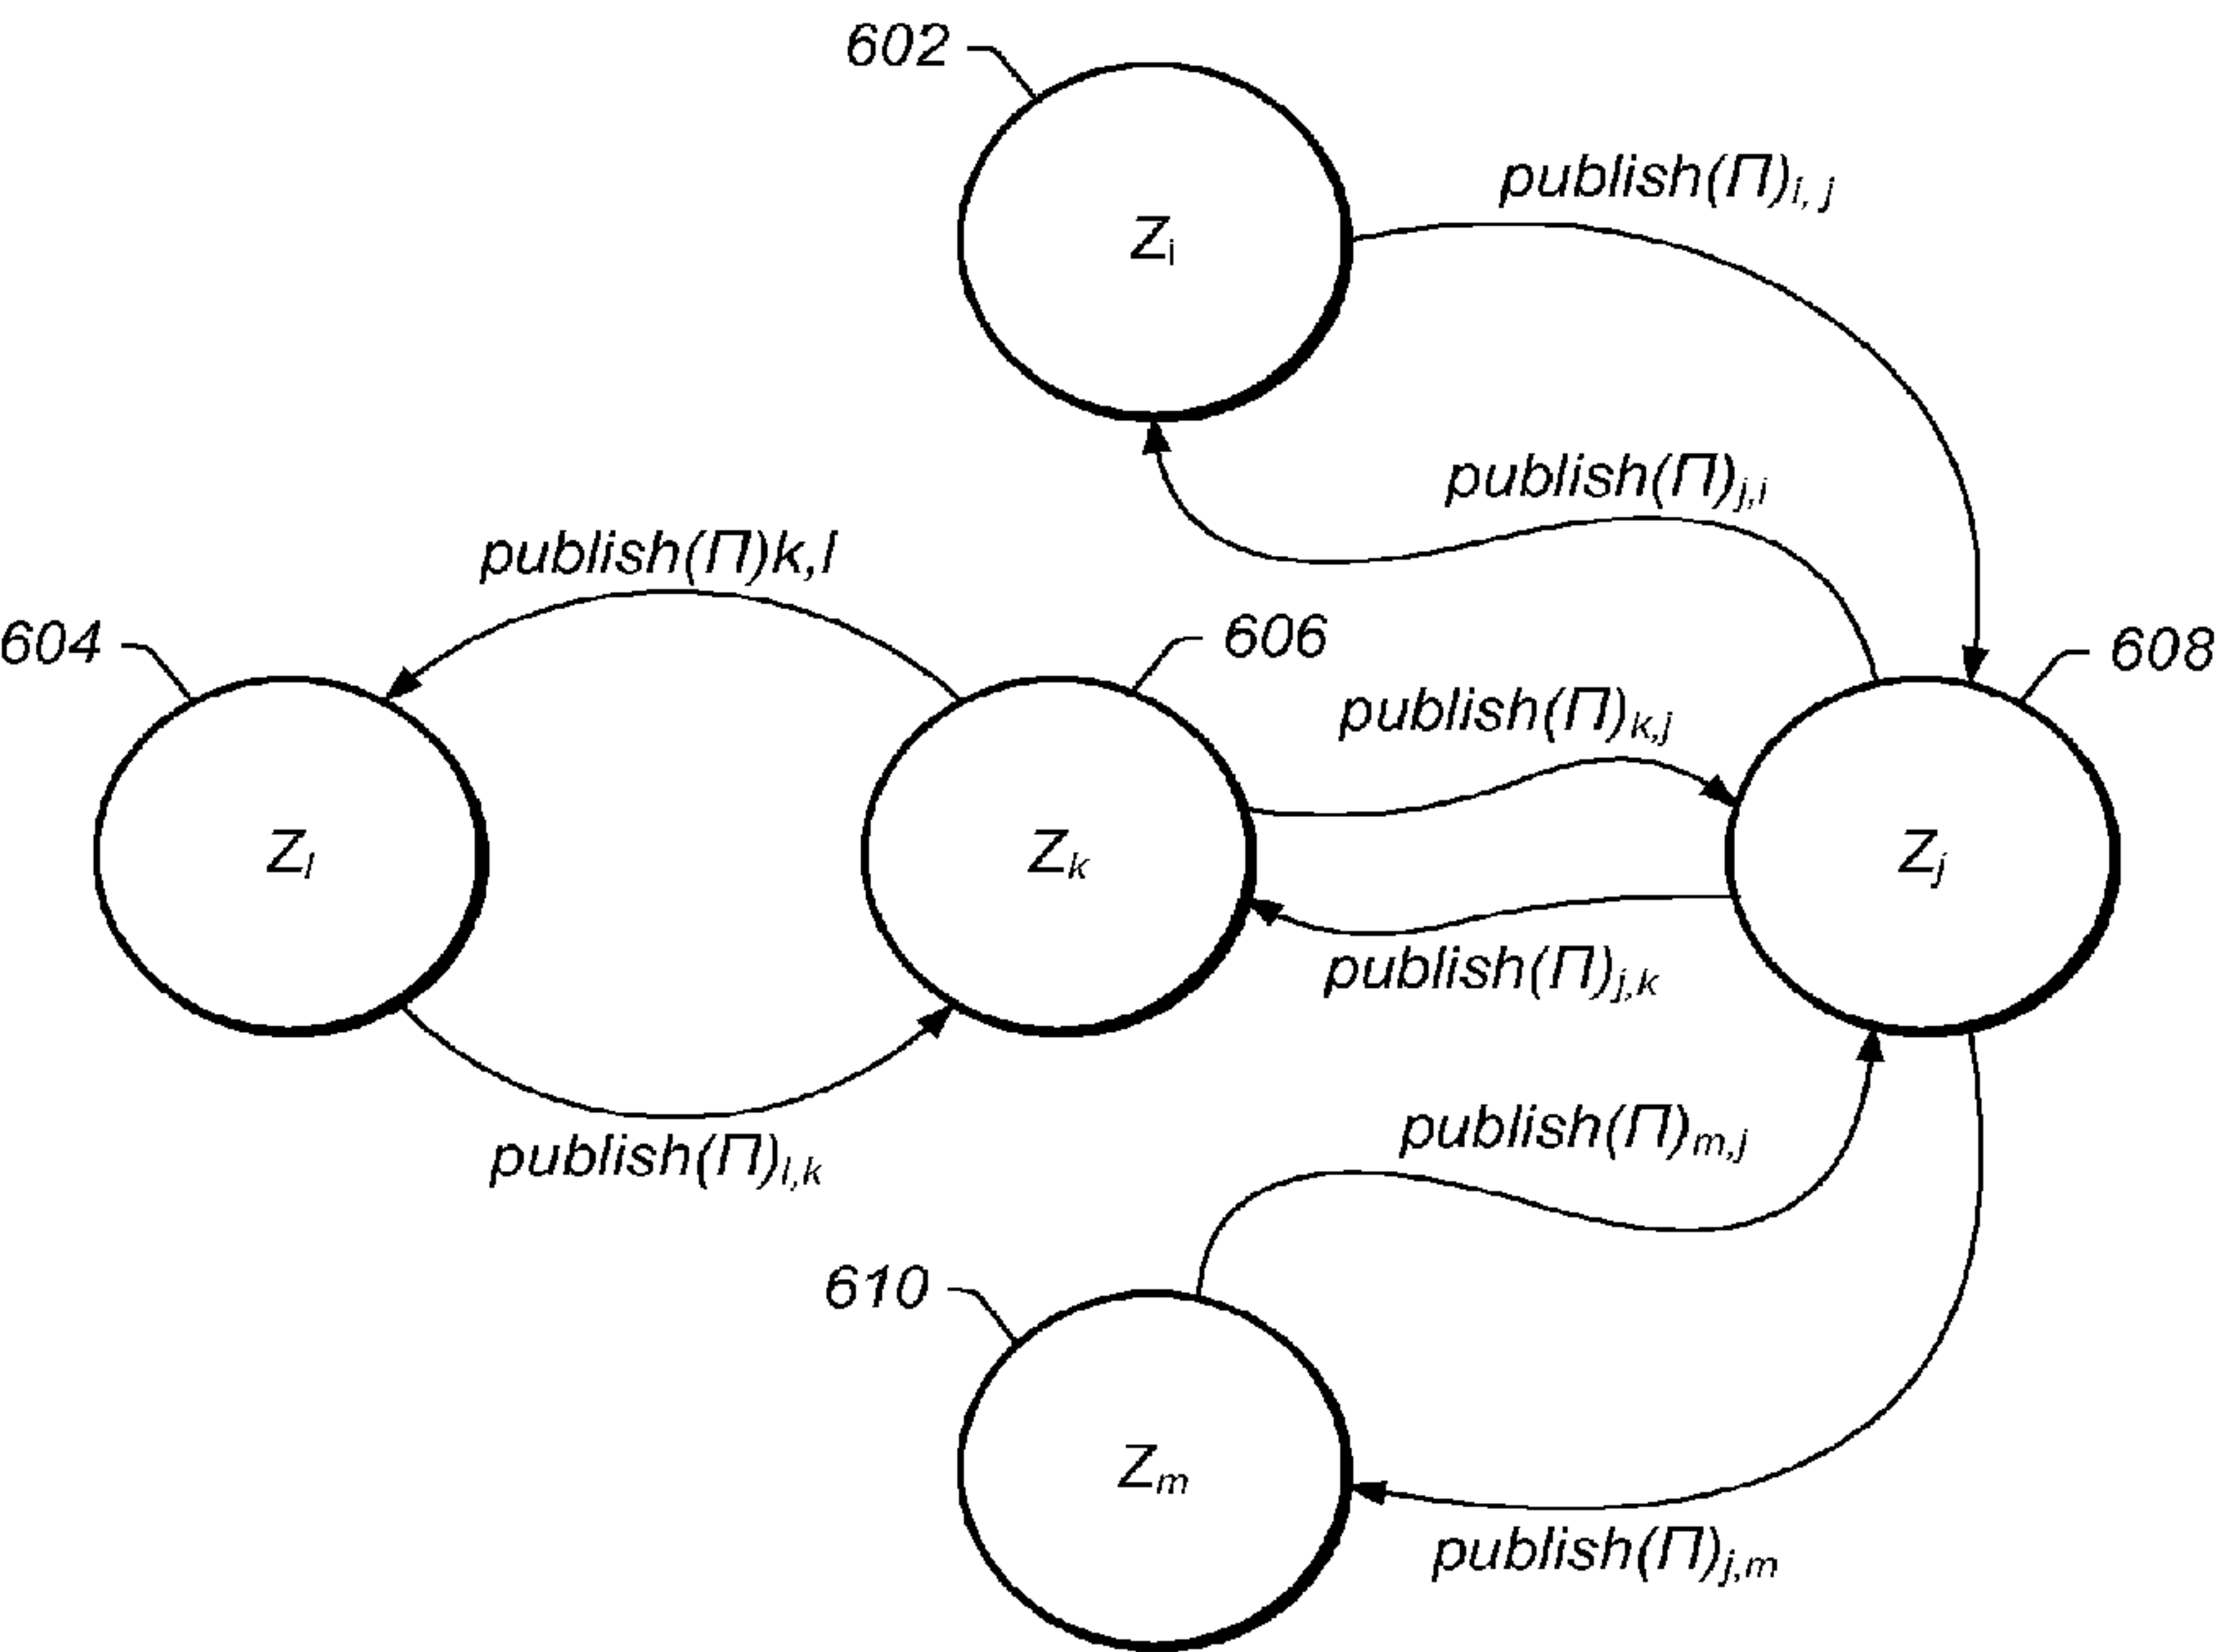 602
publish(Π)i, j
Zi
publish(Π)j,i
publish(Π)k,l
604
606
608
publish(Π)k,j
Zl
Zk
Zj
publish(Π)j,k
publish(Π)m,j
publish(Π)l,k
610
Zm
publish(Π)j,m